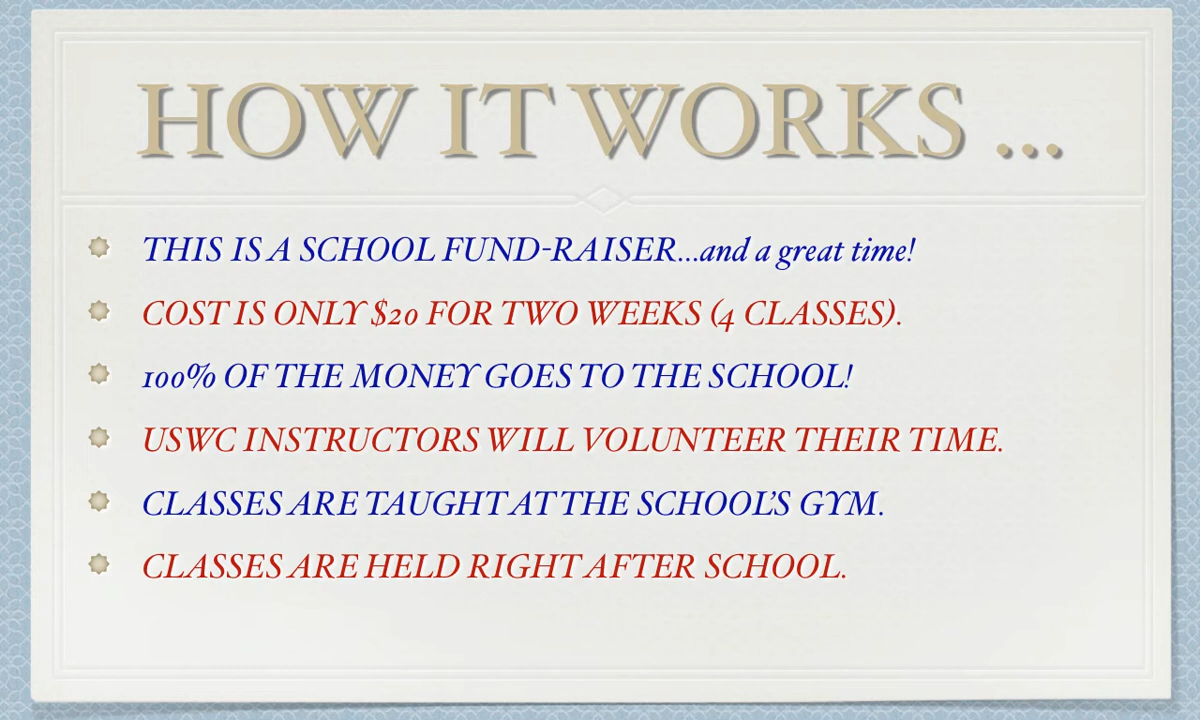 HOW IT WORKS ...
THIS IS A SCHOOL FUND-RAISER...and a great time!
COST IS ONLY $20 FOR TWO WEEKS (4 CLASSES).
100% OF THE MONEY GOES TO THE SCHOOL!
USWC INSTRUCTORS WILL VOLUNTEER THEIR TIME.
CLASSES ARE TAUGHT AT THE SCHOOL'S GYM.
CLASSES ARE HELD RIGHT AFTER SCHOOL.